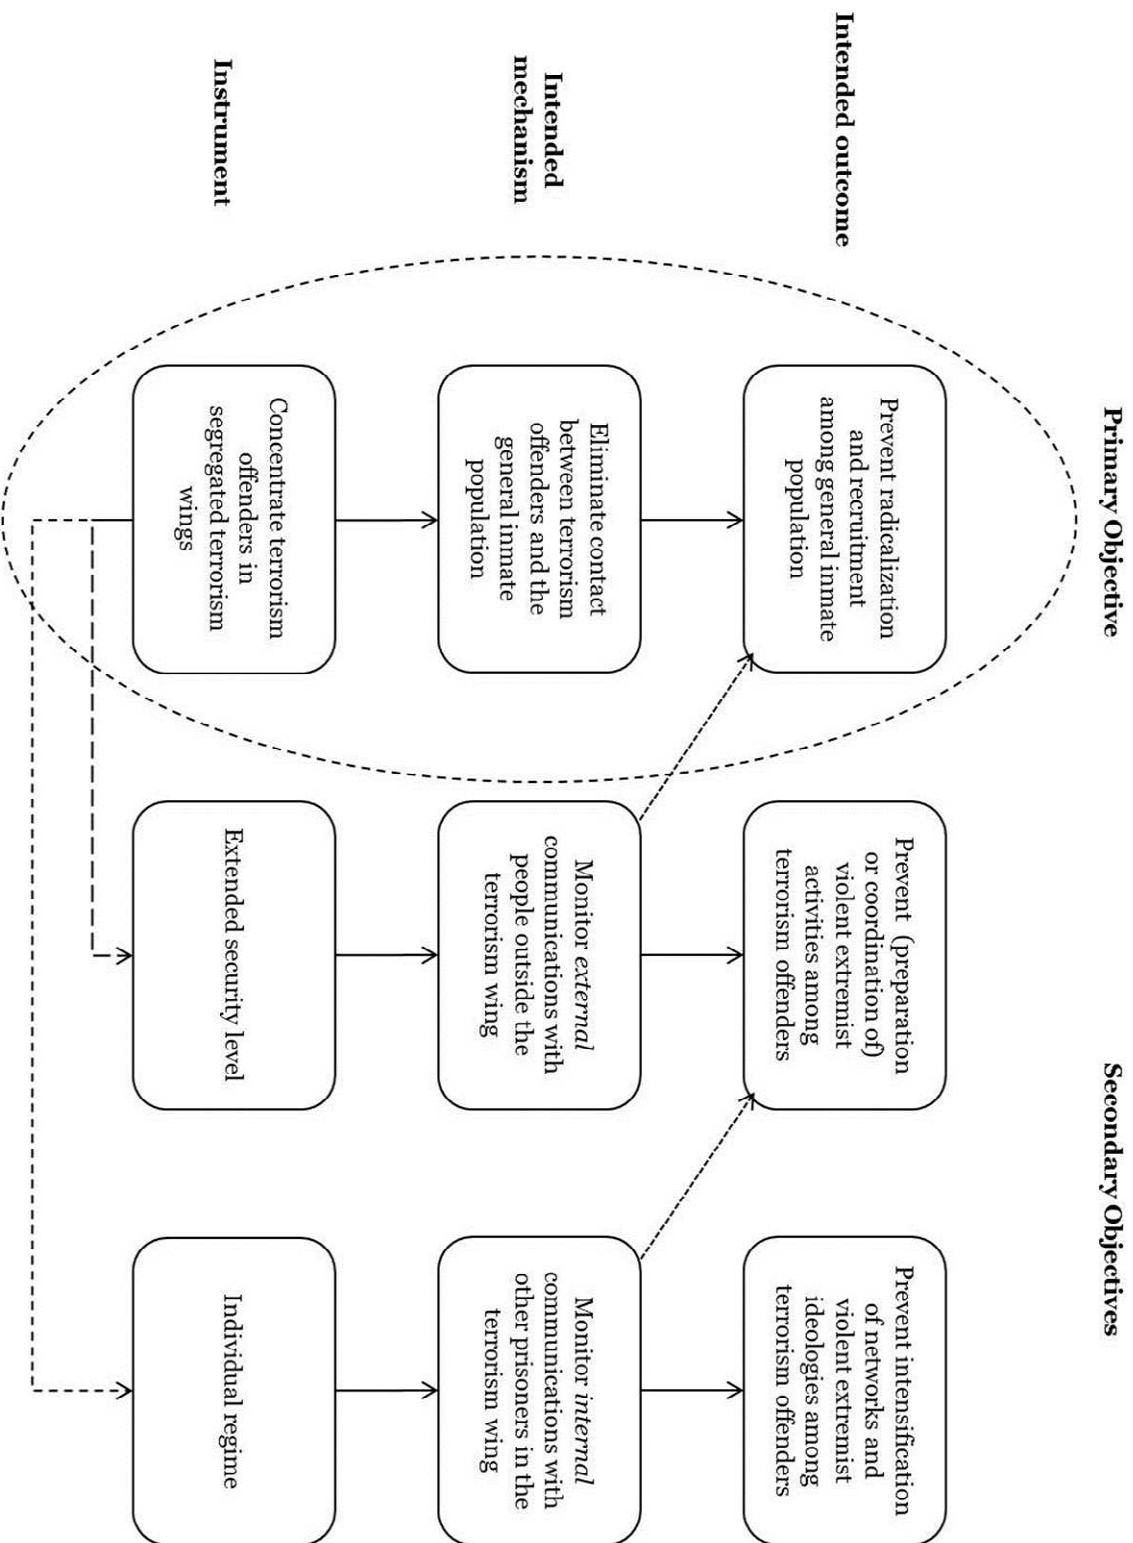 Primary Objective
Secondary Objectives
Intended outcome
Prevent radicalization
and recruitment
among general inmate
population
Prevent (preparation
or coordination of)
violent extremist
activities among
terrorism offenders
Prevent intensification
of networks and
violent extremist
ideologies among
terrorism offenders
Intended
mechanism
Eliminate contact
between terrorism
offenders and the
general inmate
population
Monitor external
communications with
people outside the
terrorism wing
Monitor internal
communications with
other prisoners in the
terrorism wing
Instrument
Concentrate terrorism
offenders in
segregated terrorism
wings
Extended security level
Individual regime